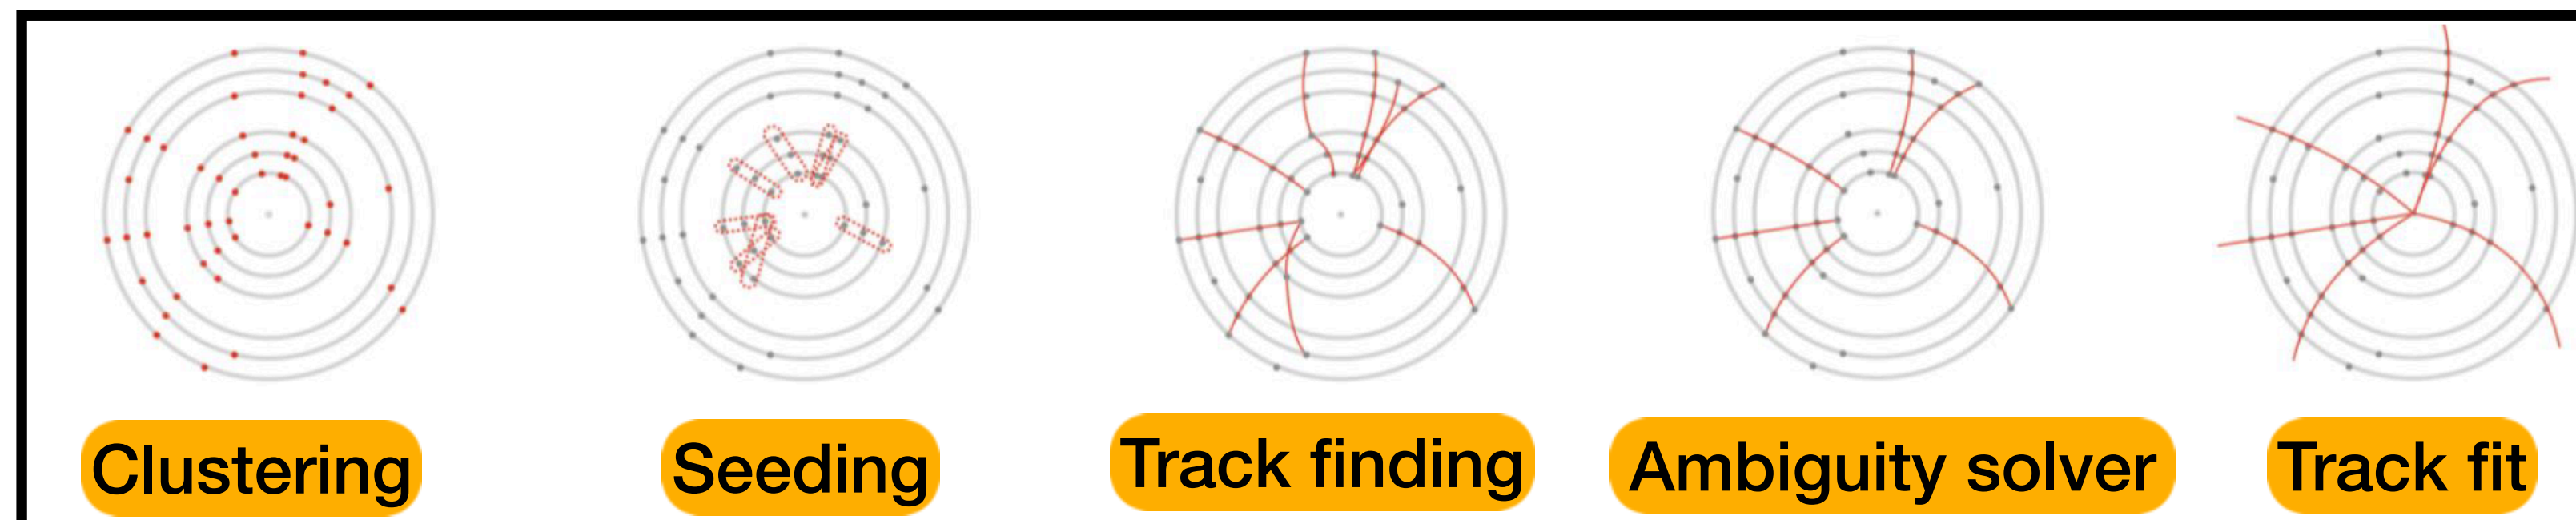 Clustering
Seeding
Track finding
Ambiguity solver
Track fit